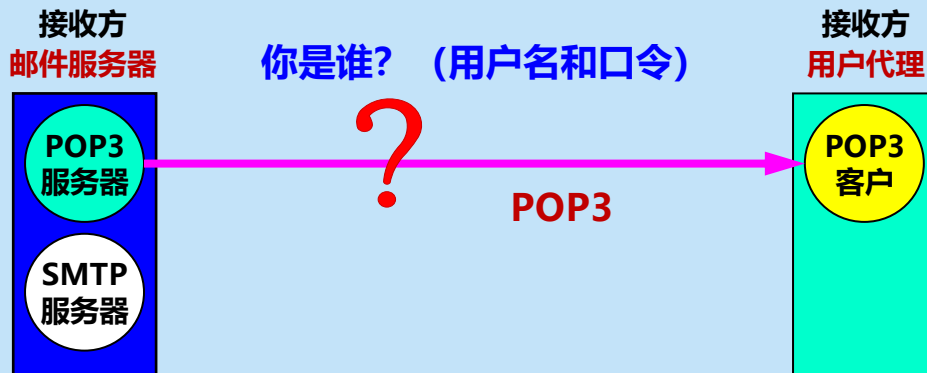 接收方
邮件服务器
你是谁？（用户名和口令）
接收方
用户代理
POP3
服务器
?
POP3
POP3
客户
SMTP
服务器